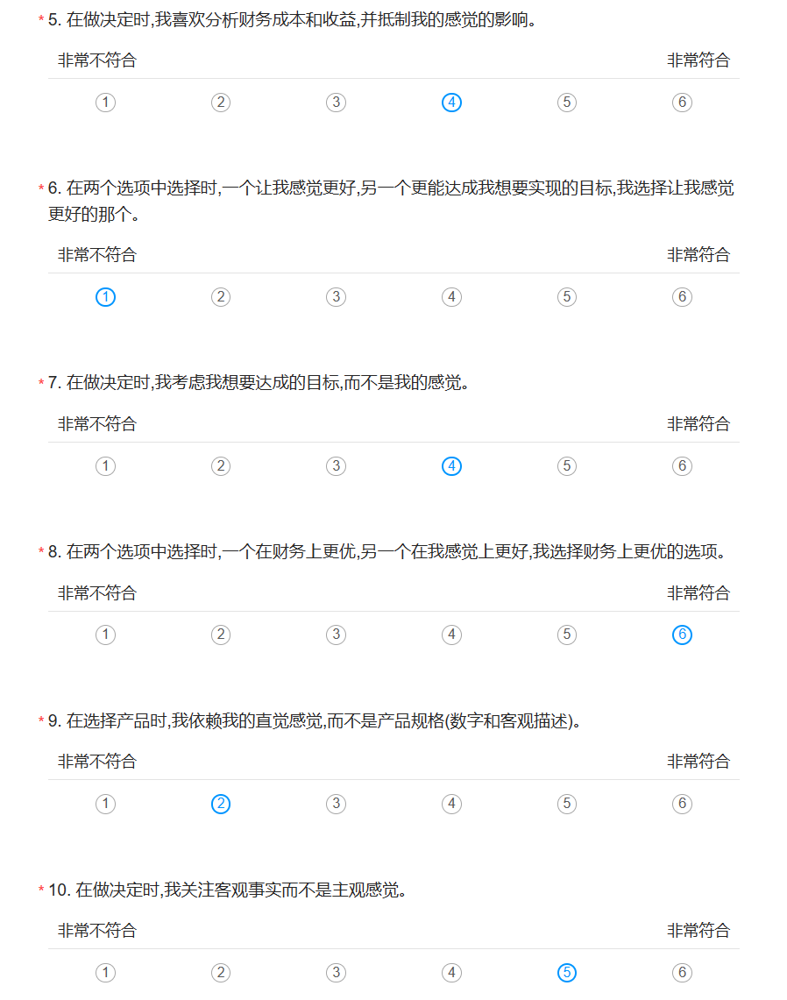 * 5. 在做决定时,我喜欢分析财务成本和收益,并抵制我的感觉的影响。
非常不符合 非常符合
1 2 3 4 5 6
* 6. 在两个选项中选择时,一个让我感觉更好,另一个更能达成我想要实现的目标,我选择让我感觉
更好的那个。
非常不符合 非常符合
1 2 3 4 5 6
* 7. 在做决定时,我考虑我想要达成的目标,而不是我的感觉。
非常不符合 非常符合
1 2 3 4 5 6
* 8. 在两个选项中选择时,一个在财务上更优,另一个在我感觉上更好,我选择财务上更优的选项。
非常不符合 非常符合
1 2 3 4 5 6
* 9. 在选择产品时,我依赖我的直觉感觉,而不是产品规格(数字和客观描述)。
非常不符合 非常符合
1 2 3 4 5 6
* 10. 在做决定时,我关注客观事实而不是主观感觉。
非常不符合 非常符合
1 2 3 4 5 6